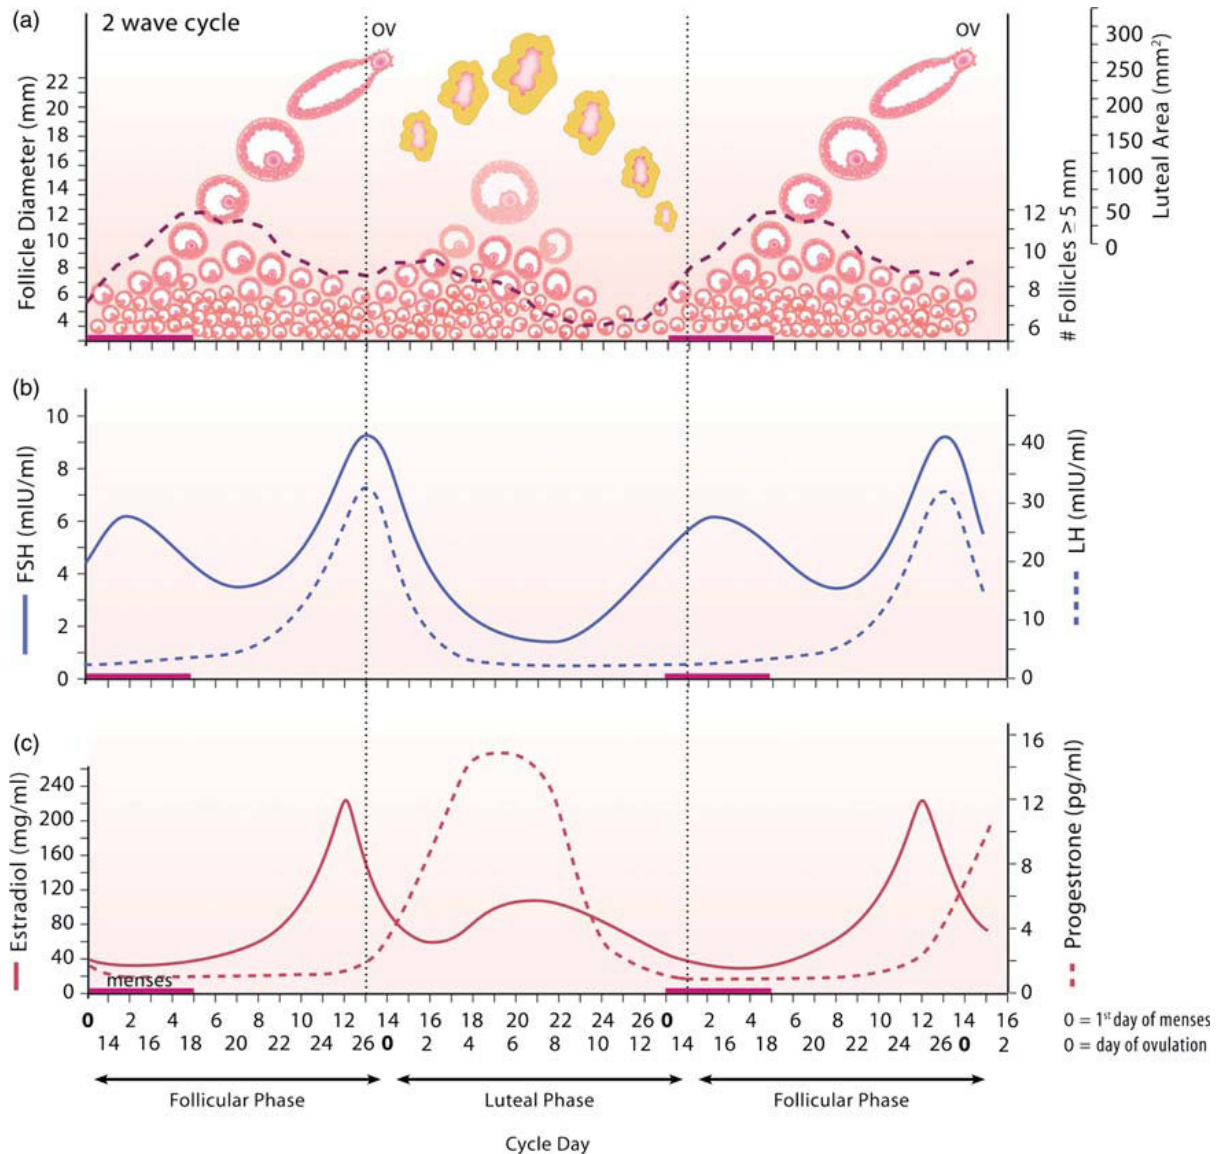 (a)
2 wave cycle
OV
OV
Follicle Diameter (mm)
22
20
18
16
14
12
10
8
6
4
12
10
8
6
# Follicles ≥ 5 mm
300
250
200
150
100
50
0
Luteal Area (mm²)
(b)
FSH (mIU/ml)
10
8
6
4
2
0
40
30
20
10
0
LH (mIU/ml)
(c)
Estradiol (mg/ml)
240
200
160
120
80
40
0
16
12
8
4
0
Progestrone (pg/ml)
menses
0 2 4 6 8 10 12 14 16 18 20 22 24 26 0 2 4 6 8 10 12 14 16
14 16 18 20 22 24 26 0 2 4 6 8 10 12 14 16 18 20 22 24 26 0 2
0 = 1st day of menses
0 = day of ovulation
Follicular Phase Luteal Phase Follicular Phase
Cycle Day